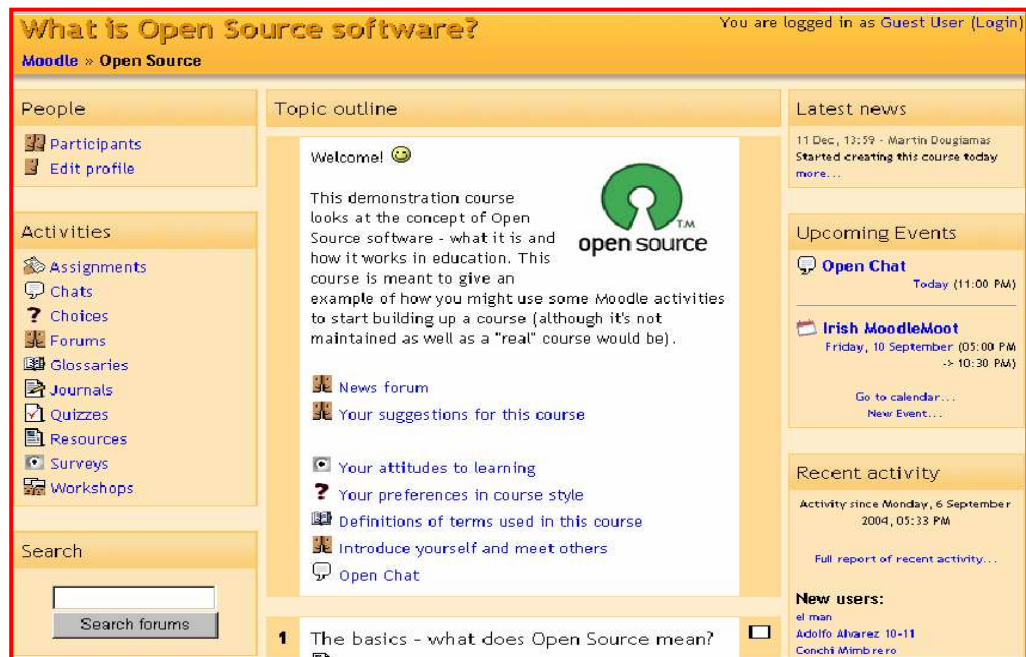 What is Open Source software?
You are logged in as Guest User (Login)
Moodle » Open Source
People
Participants
Edit profile
Activities
Assignments
Chats
Choices
Forums
Glossaries
Journals
Quizzes
Resources
Surveys
Workshops
Search
Search forums
Topic outline
Welcome!
This demonstration course
looks at the concept of Open
Source software - what it is and
how it works in education. This
course is meant to give an
example of how you might use some Moodle activities
to start building up a course (although it's not
maintained as well as a "real" course would be).
open source
TM
News forum
Your suggestions for this course
Your attitudes to learning
Your preferences in course style
Definitions of terms used in this course
Introduce yourself and meet others
Open Chat
1 The basics - what does Open Source mean?
Latest news
11 Dec, 13:59 - Martin Dougiamas
Started creating this course today
more...
Upcoming Events
Open Chat
Today (11:00 PM)
Irish MoodleMoot
Friday, 10 September (05:00 PM
-> 10:30 PM)
Go to calendar...
New Event...
Recent activity
Activity since Monday, 6 September
2004, 05:33 PM
Full report of recent activity...
New users:
el man
Adolfo Alvarez 10-11
Conchi Mimbrero